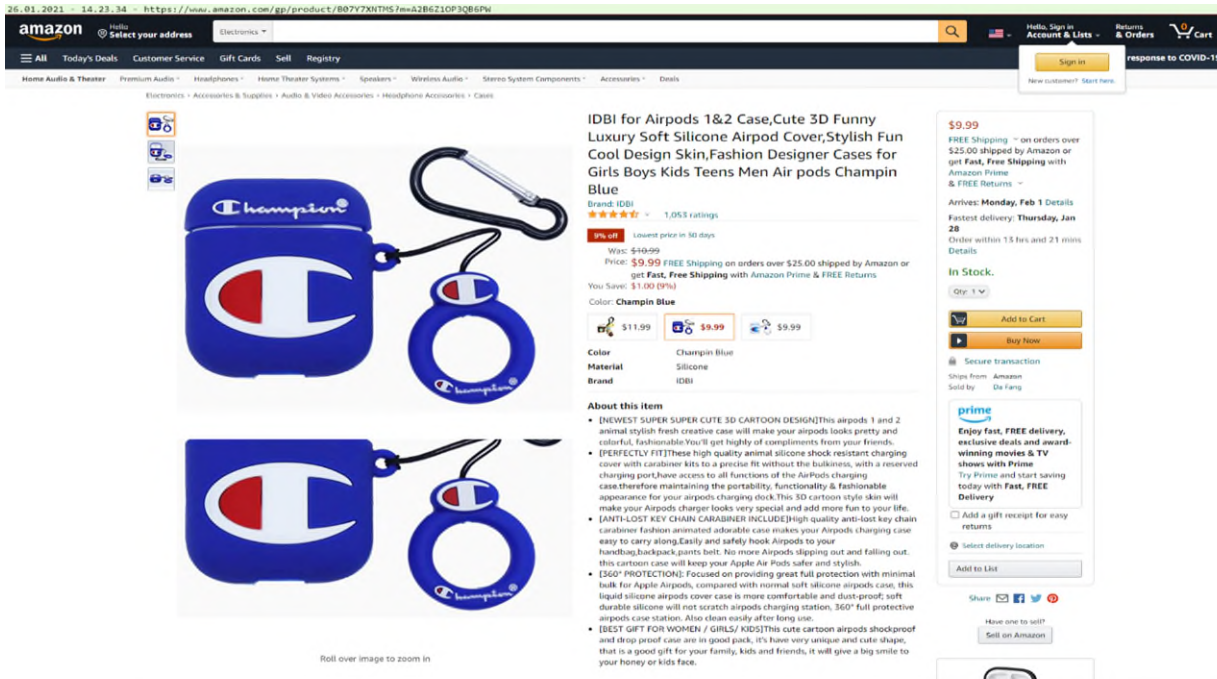 26.01.2021 - 14.23.34 - https://www.amazon.com/gp/product/B07Y7XNTMS?m=A2B6Z1OP3QB6PW
amazon
Hello
Select your address
Electronics
Hello, Sign in
Account & Lists
Returns
& Orders
0
Cart
All Today's Deals Customer Service Gift Cards Sell Registry
response to COVID-19
Sign in
New customer? Start here.
Home Audio & Theater Premium Audio Headphones Home Theater Systems Speakers Wireless Audio Stereo System Components Accessories Deals
Electronics › Accessories & Supplies › Audio & Video Accessories › Headphone Accessories › Cases
Champion®
Champion®
Champion®
Roll over image to zoom in
IDBI for Airpods 1&2 Case,Cute 3D Funny
Luxury Soft Silicone Airpod Cover,Stylish Fun
Cool Design Skin,Fashion Designer Cases for
Girls Boys Kids Teens Men Air pods Champin
Blue
Brand: IDBI
1,053 ratings
9% off Lowest price in 30 days
Was: $10.99
Price: $9.99 FREE Shipping on orders over $25.00 shipped by Amazon or
get Fast, Free Shipping with Amazon Prime & FREE Returns
You Save: $1.00 (9%)
Color: Champin Blue
$11.99 $9.99 $9.99
Color Champin Blue
Material Silicone
Brand IDBI
About this item
• [NEWEST SUPER SUPER CUTE 3D CARTOON DESIGN]This airpods 1 and 2
animal stylish fresh creative case will make your airpods looks pretty and
colorful, fashionable.You'll get highly of compliments from your friends.
• [PERFECTLY FIT]These high quality animal silicone shock resistant charging
cover with carabiner kits to a precise fit without the bulkiness, with a reserved
charging port,have access to all functions of the AirPods charging
case.therefore maintaining the portability, functionality & fashionable
appearance for your airpods charging dock.This 3D cartoon style skin will
make your Airpods charger looks very special and add more fun to your life.
• [ANTI-LOST KEY CHAIN CARABINER INCLUDE]High quality anti-lost key chain
carabiner fashion animated adorable case makes your Airpods charging case
easy to carry along,Easily and safely hook Airpods to your
handbag,backpack,pants belt. No more Airpods slipping out and falling out.
this cartoon case will keep your Apple Air Pods safer and stylish.
• [360° PROTECTION]: Focused on providing great full protection with minimal
bulk for Apple Airpods, compared with normal soft silicone airpods case, this
liquid silicone airpods cover case is more comfortable and dust-proof; soft
durable silicone will not scratch airpods charging station, 360° full protective
airpods case station. Also clean easily after long use.
• [BEST GIFT FOR WOMEN / GIRLS/ KIDS]This cute cartoon airpods shockproof
and drop proof case are in good pack, it's have very unique and cute shape,
that is a good gift for your family, kids and friends, it will give a big smile to
your honey or kids face.
$9.99
FREE Shipping on orders over
$25.00 shipped by Amazon or
get Fast, Free Shipping with
Amazon Prime
& FREE Returns
Arrives: Monday, Feb 1 Details
Fastest delivery: Thursday, Jan
28
Order within 13 hrs and 21 mins
Details
In Stock.
Qty: 1
Add to Cart
Buy Now
Secure transaction
Ships from Amazon
Sold by Da Fang
prime
Enjoy fast, FREE delivery,
exclusive deals and award-
winning movies & TV
shows with Prime
Try Prime and start saving
today with Fast, FREE
Delivery
Add a gift receipt for easy
returns
Select delivery location
Add to List
Share
Have one to sell?
Sell on Amazon